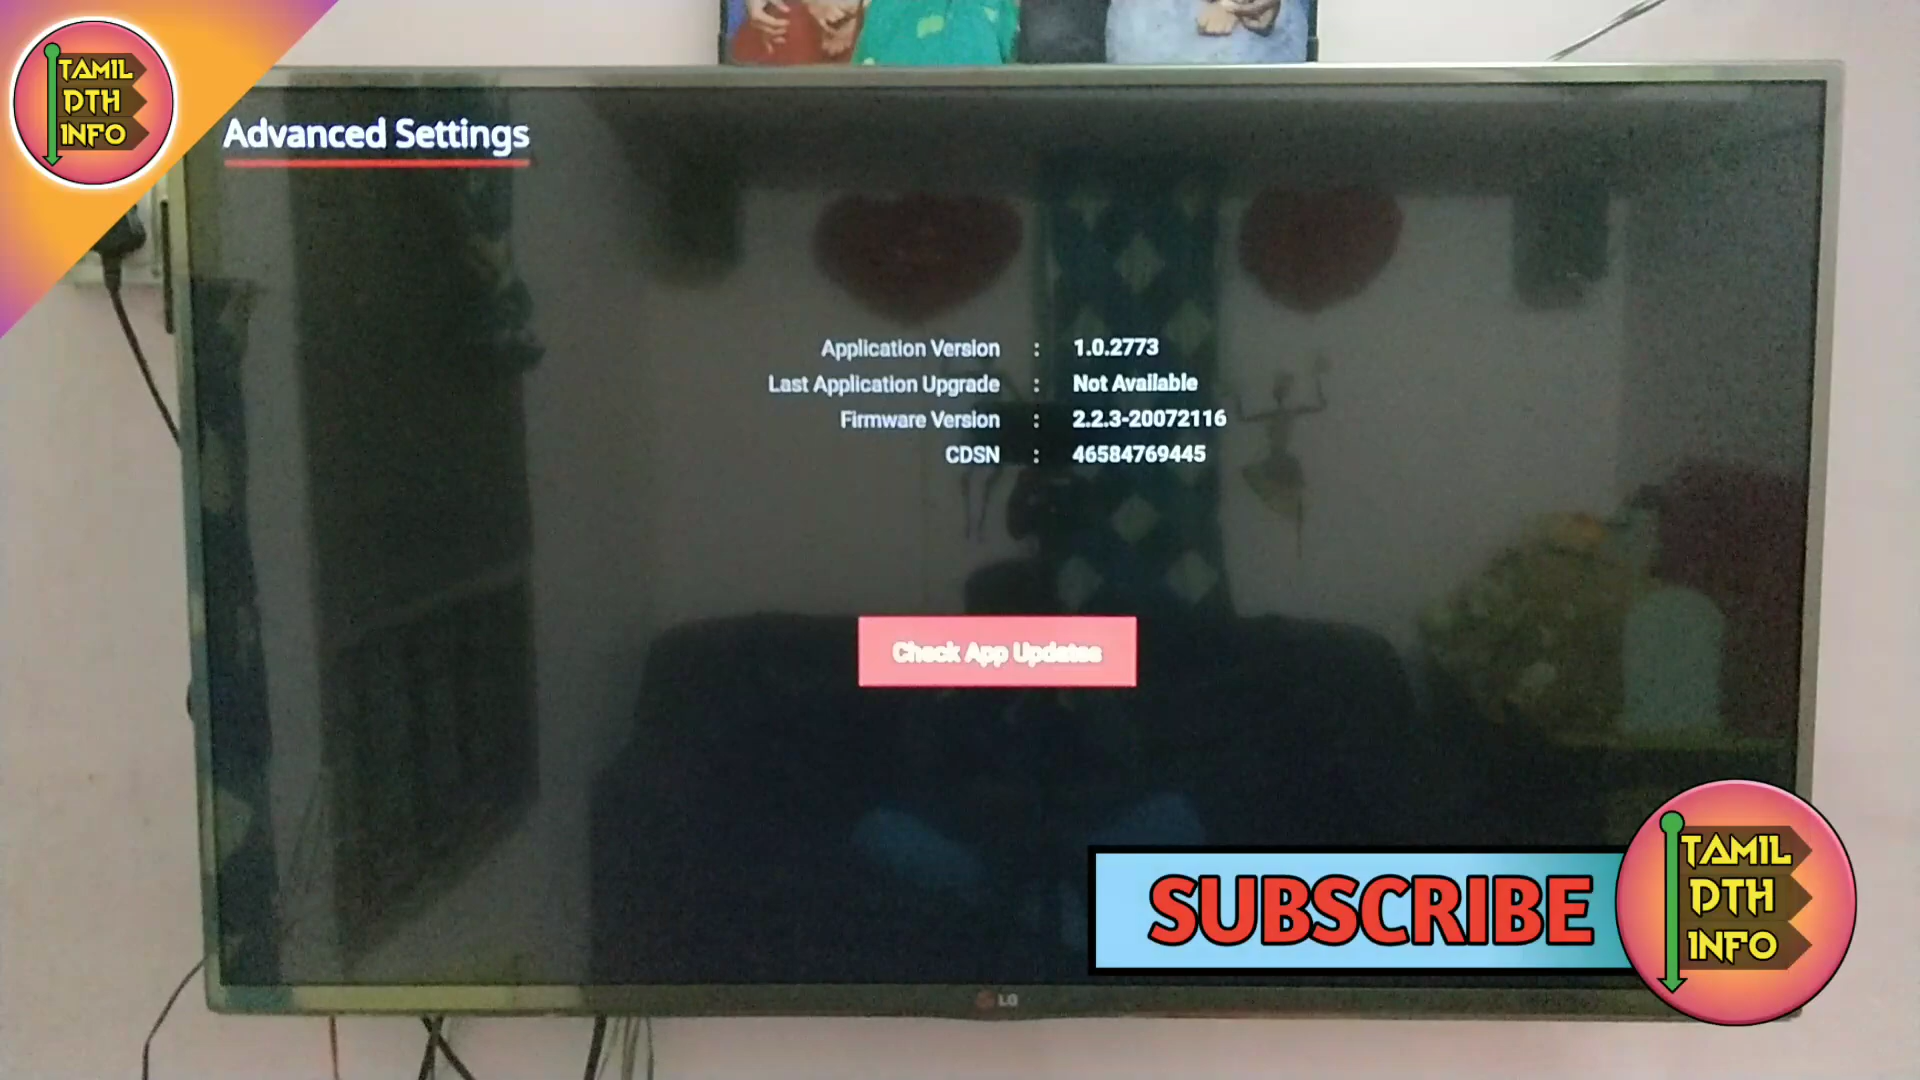 TAMIL
DTH
INFO
Advanced Settings
Application Version : 1.0.2773
Last Application Upgrade : Not Available
Firmware Version : 2.2.3-20072116
CDSN : 46584769445
Check App Updates
SUBSCRIBE
TAMIL
DTH
INFO
LG